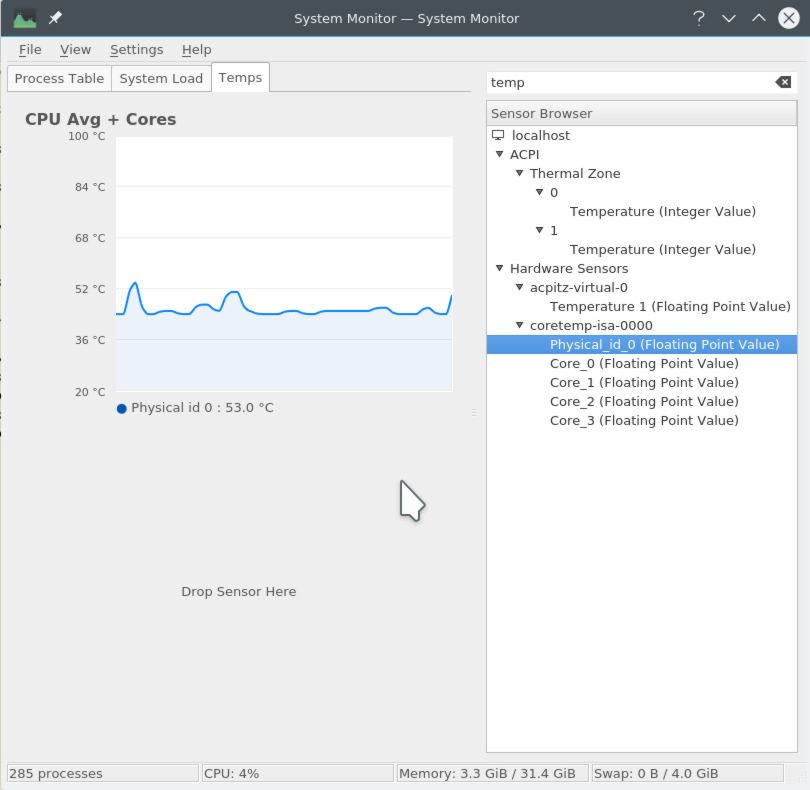 System Monitor — System Monitor
File View Settings Help
Process Table System Load Temps
CPU Avg + Cores
100 °C
84 °C
68 °C
52 °C
36 °C
20 °C
Physical id 0 : 53.0 °C
Drop Sensor Here
temp
Sensor Browser
localhost
ACPI
Thermal Zone
0
Temperature (Integer Value)
1
Temperature (Integer Value)
Hardware Sensors
acpitz-virtual-0
Temperature 1 (Floating Point Value)
coretemp-isa-0000
Physical_id_0 (Floating Point Value)
Core_0 (Floating Point Value)
Core_1 (Floating Point Value)
Core_2 (Floating Point Value)
Core_3 (Floating Point Value)
285 processes CPU: 4% Memory: 3.3 GiB / 31.4 GiB Swap: 0 B / 4.0 GiB